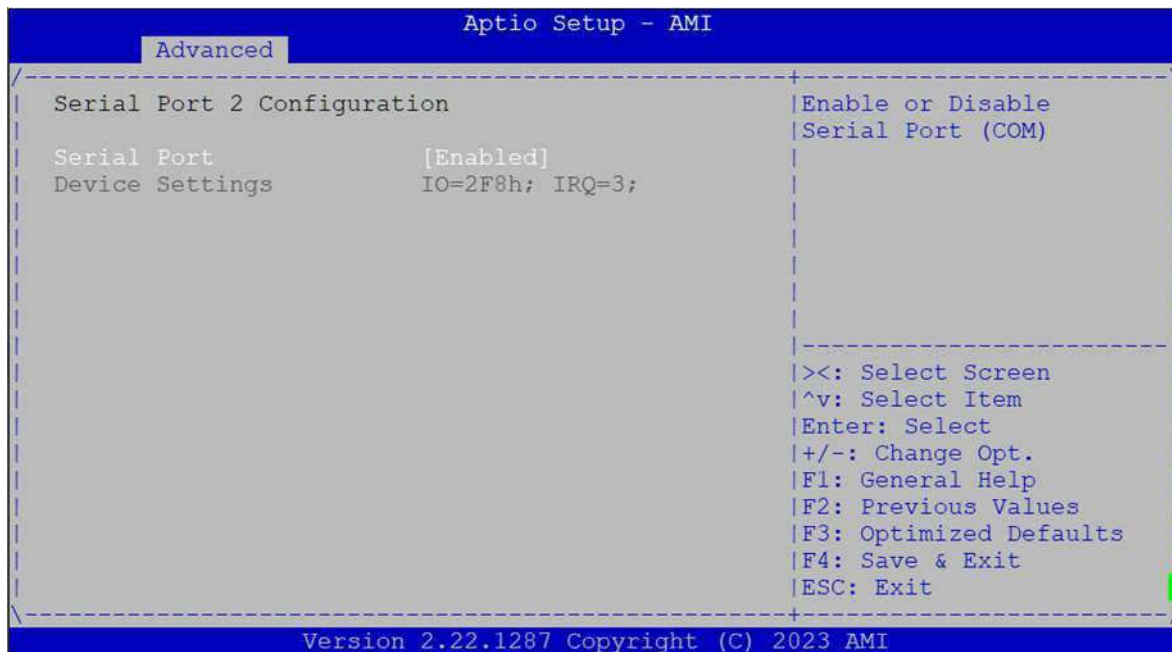 Aptio Setup - AMI
Advanced
Serial Port 2 Configuration
Serial Port [Enabled]
Device Settings IO=2F8h; IRQ=3;
Enable or Disable
Serial Port (COM)
><: Select Screen
^v: Select Item
Enter: Select
+/-: Change Opt.
F1: General Help
F2: Previous Values
F3: Optimized Defaults
F4: Save & Exit
ESC: Exit
Version 2.22.1287 Copyright (C) 2023 AMI